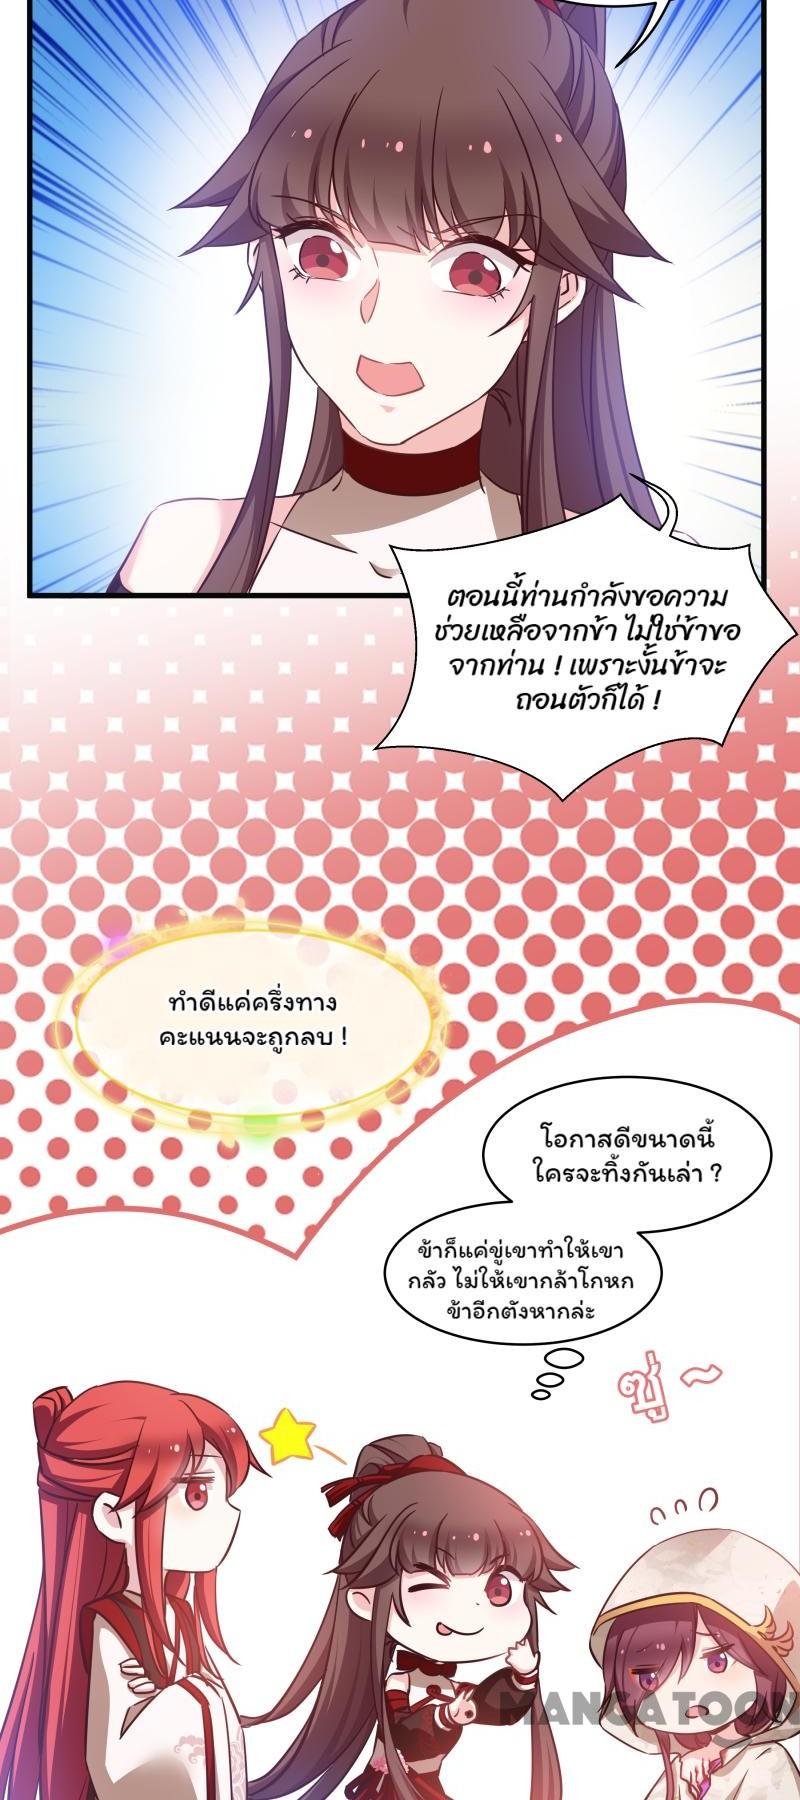 ตอนนี้ท่านกำลังขอความ
ช่วยเหลือจากข้า ไม่ใช่ข้าขอ
จากท่าน ! เพราะงั้นข้าจะ
ถอนตัวก็ได้ !
ทำดีแค่ครึ่งทาง
คะแนนจะถูกลบ !
โอกาสดีขนาดนี้
ใครจะทิ้งกันเล่า ?
ข้าก็แค่ขู่เขาทำให้เขา
กลัว ไม่ให้เขากล้าโกหก
ข้าอีกตังหากล่ะ
ซู่ ~
MANGATOON